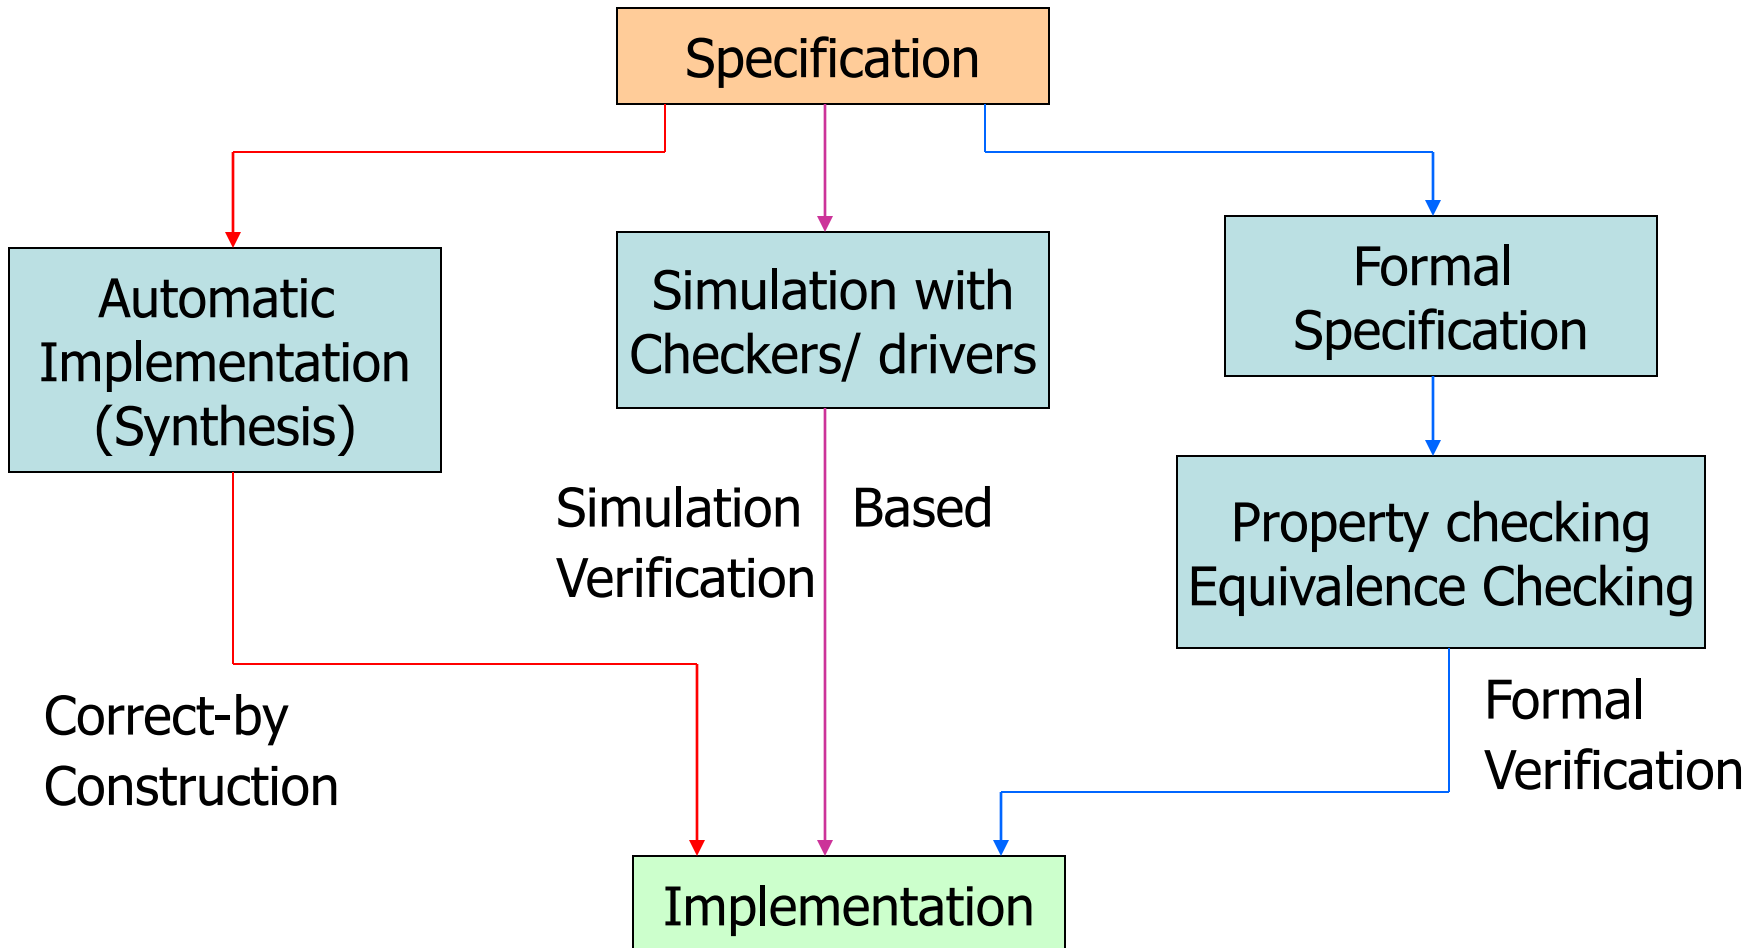 Specification
Automatic
Implementation
(Synthesis)
Simulation with
Checkers/ drivers
Formal
Specification
Simulation Based
Verification
Property checking
Equivalence Checking
Correct-by
Construction
Formal
Verification
Implementation